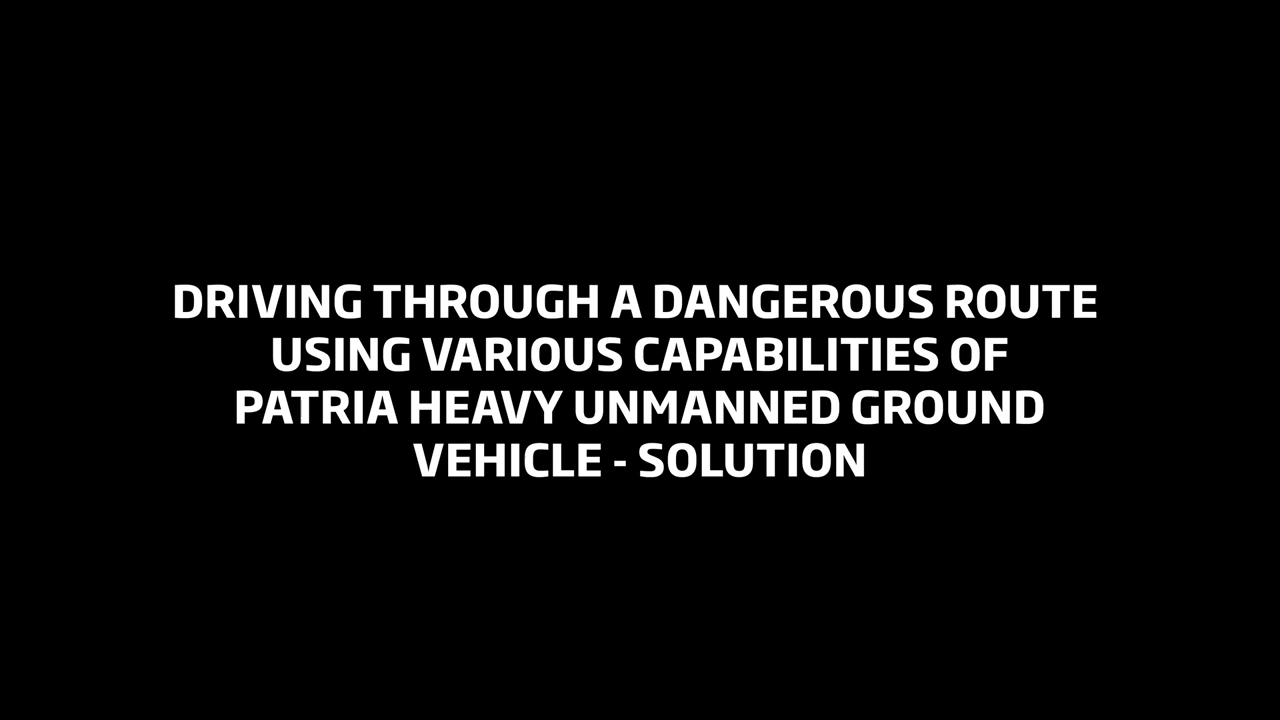 DRIVING THROUGH A DANGEROUS ROUTE
USING VARIOUS CAPABILITIES OF
PATRIA HEAVY UNMANNED GROUND
VEHICLE - SOLUTION